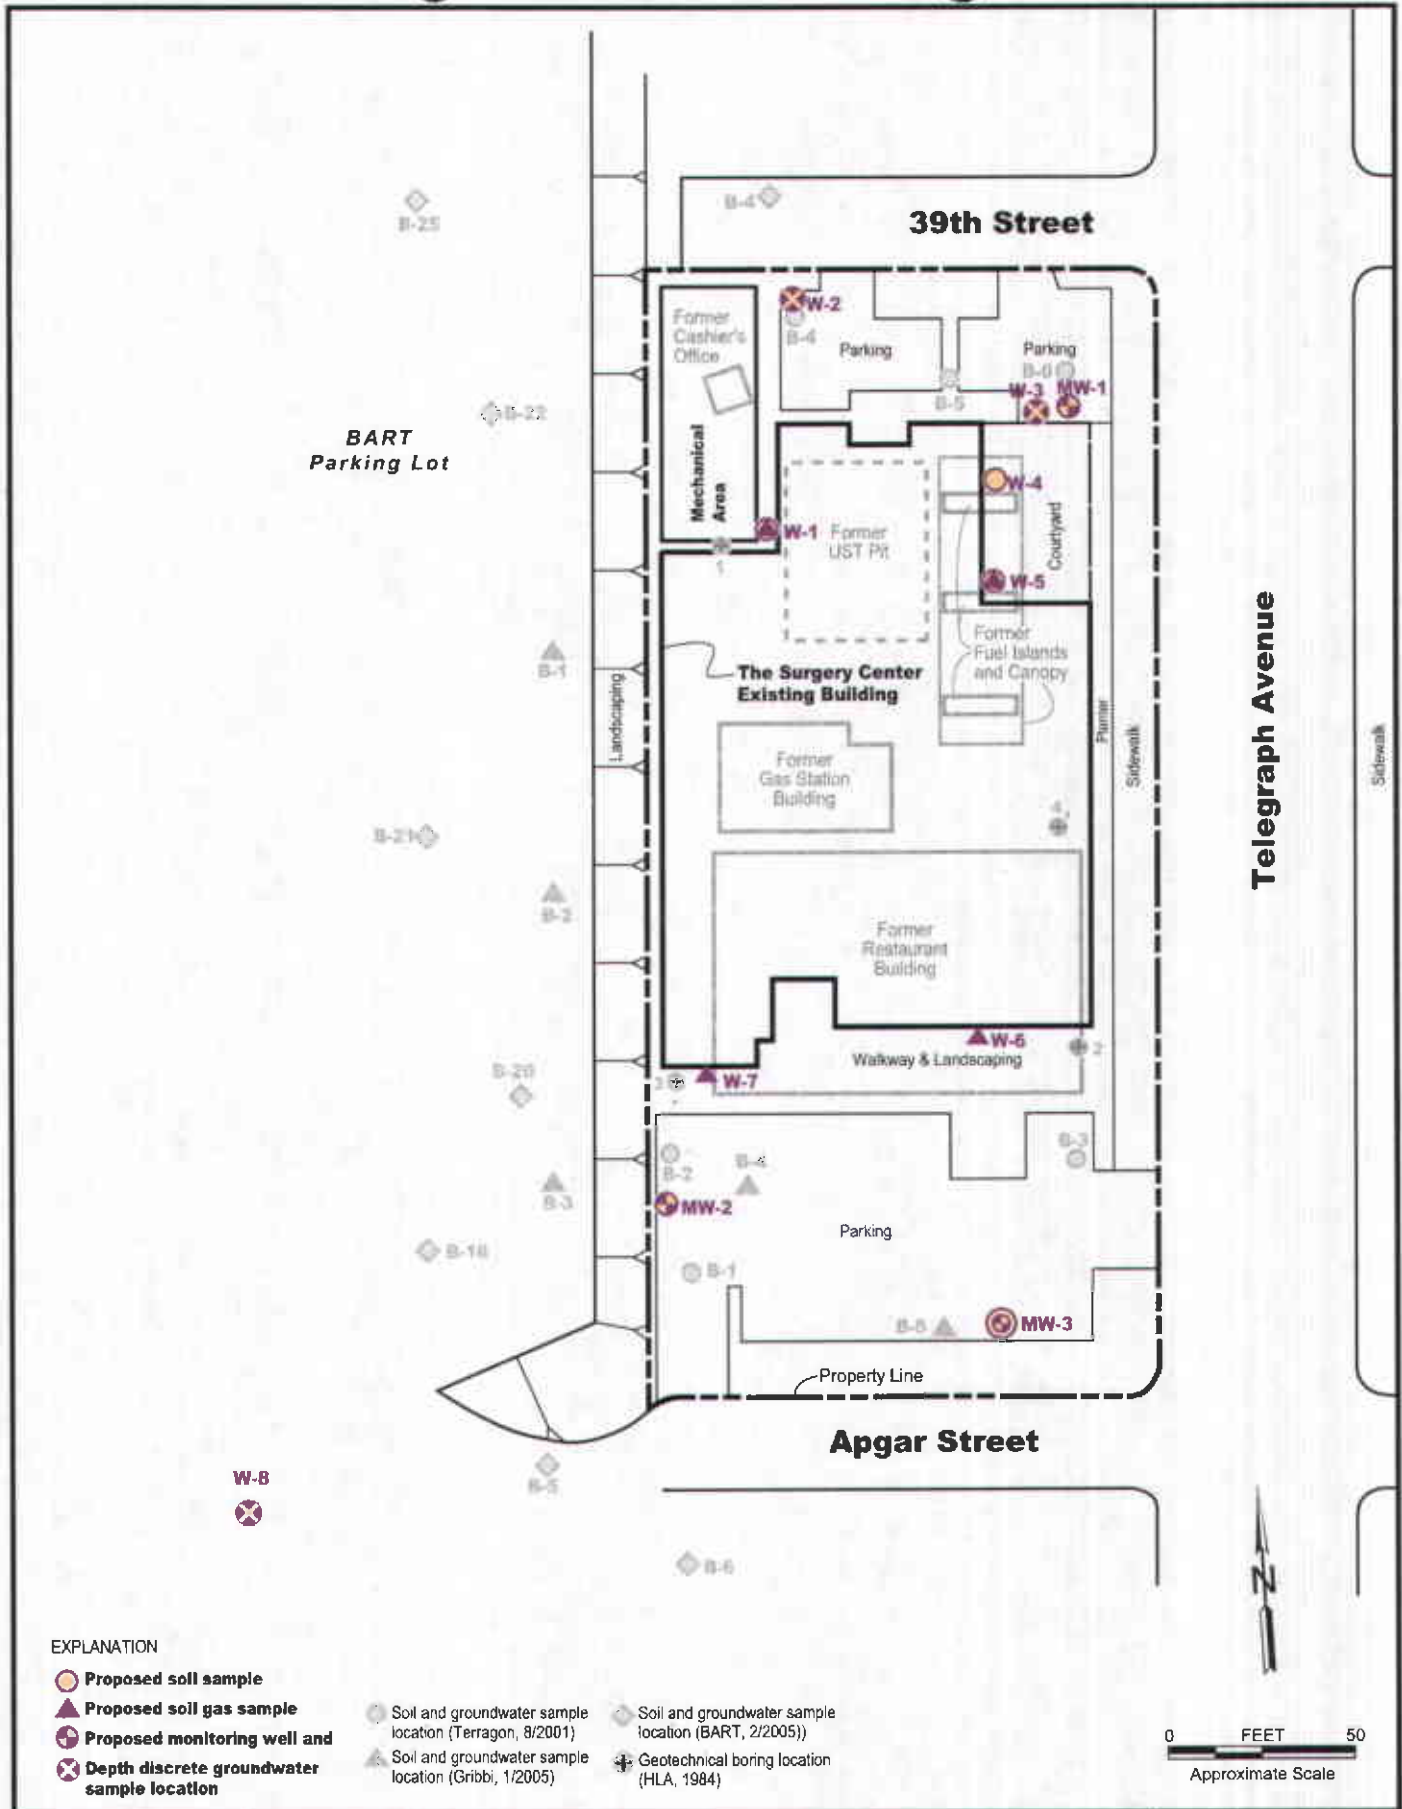 B-25
B-4
39th Street
Former
Cashier's
Office
W-2
B-4
Parking
Parking
B-6
B-5
W-3
MW-1
B-22
BART
Parking Lot
Mechanical
Area
W-4
W-1
Former
UST Pit
Courtyard
1
W-5
Former
Fuel Islands
and Canopy
B-1
Landscaping
The Surgery Center
Existing Building
Planter
Sidewalk
Telegraph Avenue
Sidewalk
Former
Gas Station
Building
4
B-21
B-2
Former
Restaurant
Building
W-6
2
Walkway & Landscaping
B-20
3
W-7
B-2
B-4
B-3
B-3
MW-2
Parking
B-16
B-1
B-5
MW-3
Property Line
Apgar Street
W-8
B-5
B-6
N
EXPLANATION
Proposed soil sample
Proposed soil gas sample
Proposed monitoring well and
Depth discrete groundwater
sample location
Soil and groundwater sample
location (Terragon, 8/2001)
Soil and groundwater sample
location (Gribbi, 1/2005)
Soil and groundwater sample
location (BART, 2/2005))
Geotechnical boring location
(HLA, 1984)
0 FEET 50
Approximate Scale